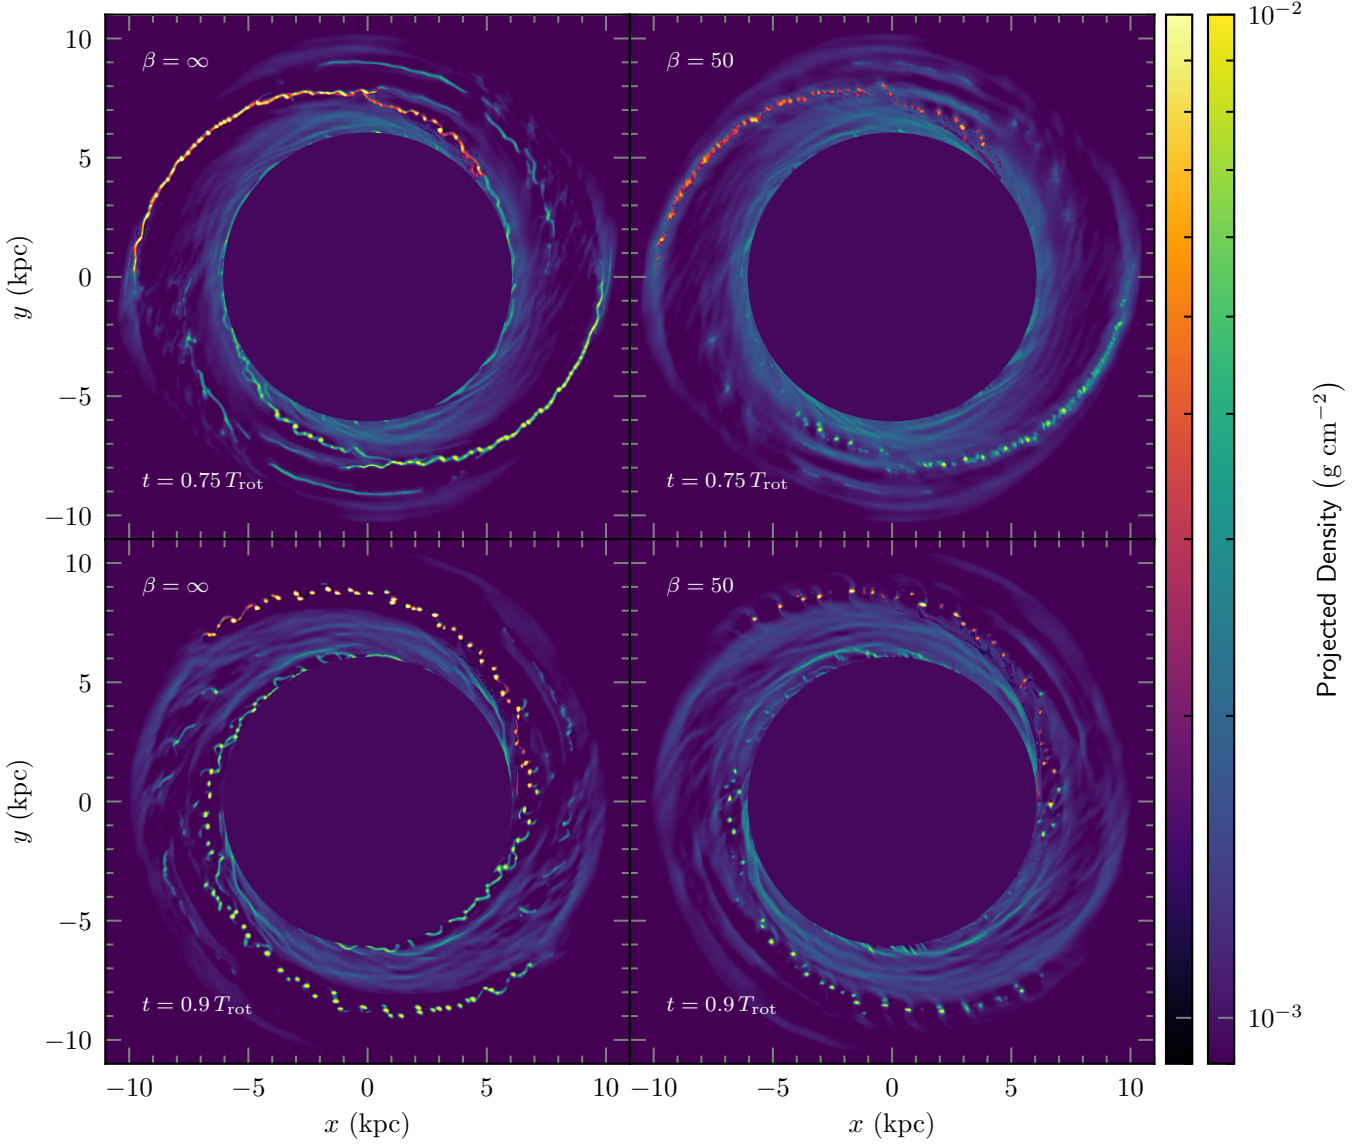 10⁻²
10
β = ∞
β = 50
5
0
y (kpc)
−5
t = 0.75 T_rot
t = 0.75 T_rot
−10
Projected Density (g cm⁻²)
10
β = ∞
β = 50
5
0
y (kpc)
−5
t = 0.9 T_rot
t = 0.9 T_rot
10⁻³
−10
−10 −5 0 5 10 −10 −5 0 5 10
x (kpc) x (kpc)